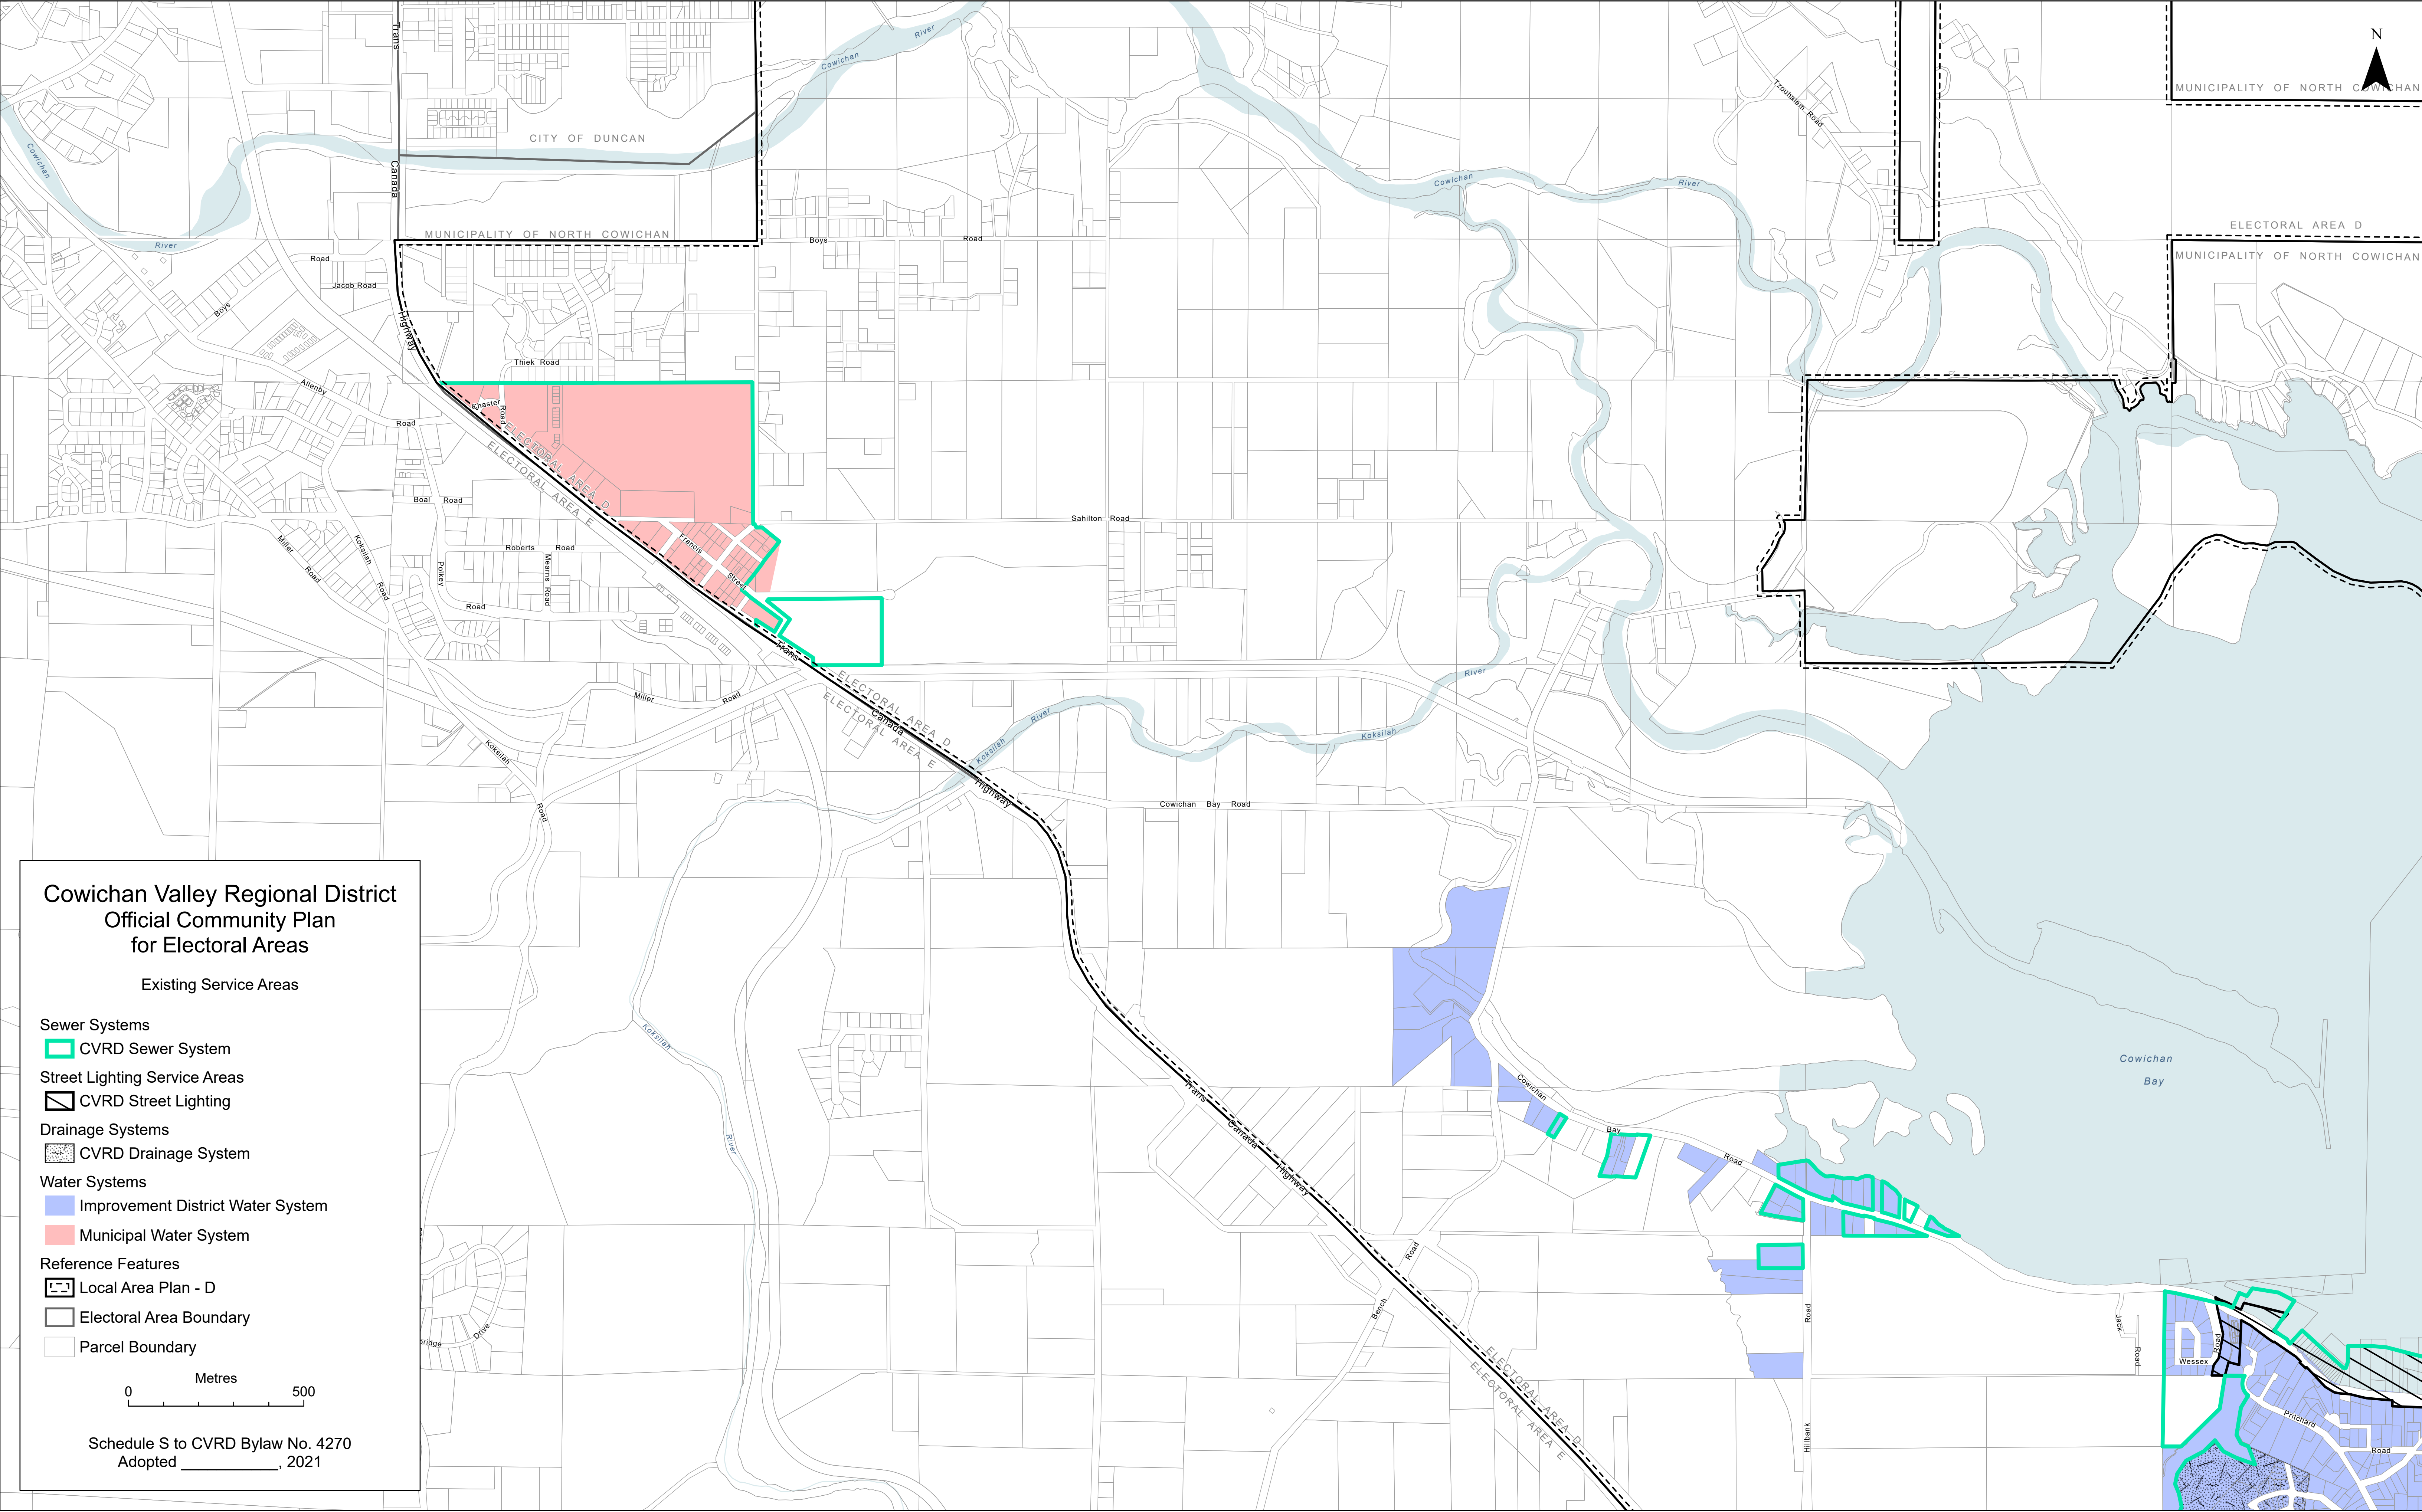 Trans
Cowichan
River
N
MUNICIPALITY OF NORTH COWICHAN
Tzouhalem Road
CITY OF DUNCAN
Cowichan
Canada
Cowichan
River
River
MUNICIPALITY OF NORTH COWICHAN
Boys
Road
ELECTORAL AREA D
MUNICIPALITY OF NORTH COWICHAN
Road
Jacob Road
Boys
Highway
Thiek Road
Allenby
Road
Chaster
Road
ELECTORAL AREA D
ELECTORAL AREA E
Boal Road
Sahilton Road
Francis
Street
Roberts Road
Mearns Road
Miller
Road
Koksilah
Road
Polkey
Road
Trans
Miller
Road
ELECTORAL AREA D
ELECTORAL AREA E
Canada
River
Koksilah
Koksilah
River
Koksilah
Road
Highway
Cowichan Bay Road
Cowichan Valley Regional District
Official Community Plan
for Electoral Areas
Existing Service Areas
Sewer Systems
CVRD Sewer System
Street Lighting Service Areas
CVRD Street Lighting
Drainage Systems
CVRD Drainage System
Water Systems
Improvement District Water System
Municipal Water System
Reference Features
Local Area Plan - D
Electoral Area Boundary
Parcel Boundary
Metres
0 500
Schedule S to CVRD Bylaw No. 4270
Adopted ____________, 2021
Koksilah
River
Drive
Trans
Canada
Highway
Cowichan
Bay
Road
Cowichan
Bay
Road
Bench
ELECTORAL AREA D
ELECTORAL AREA E
Road
Hillbank
Jack
Road
Road
Wessex
Pritchard
Road